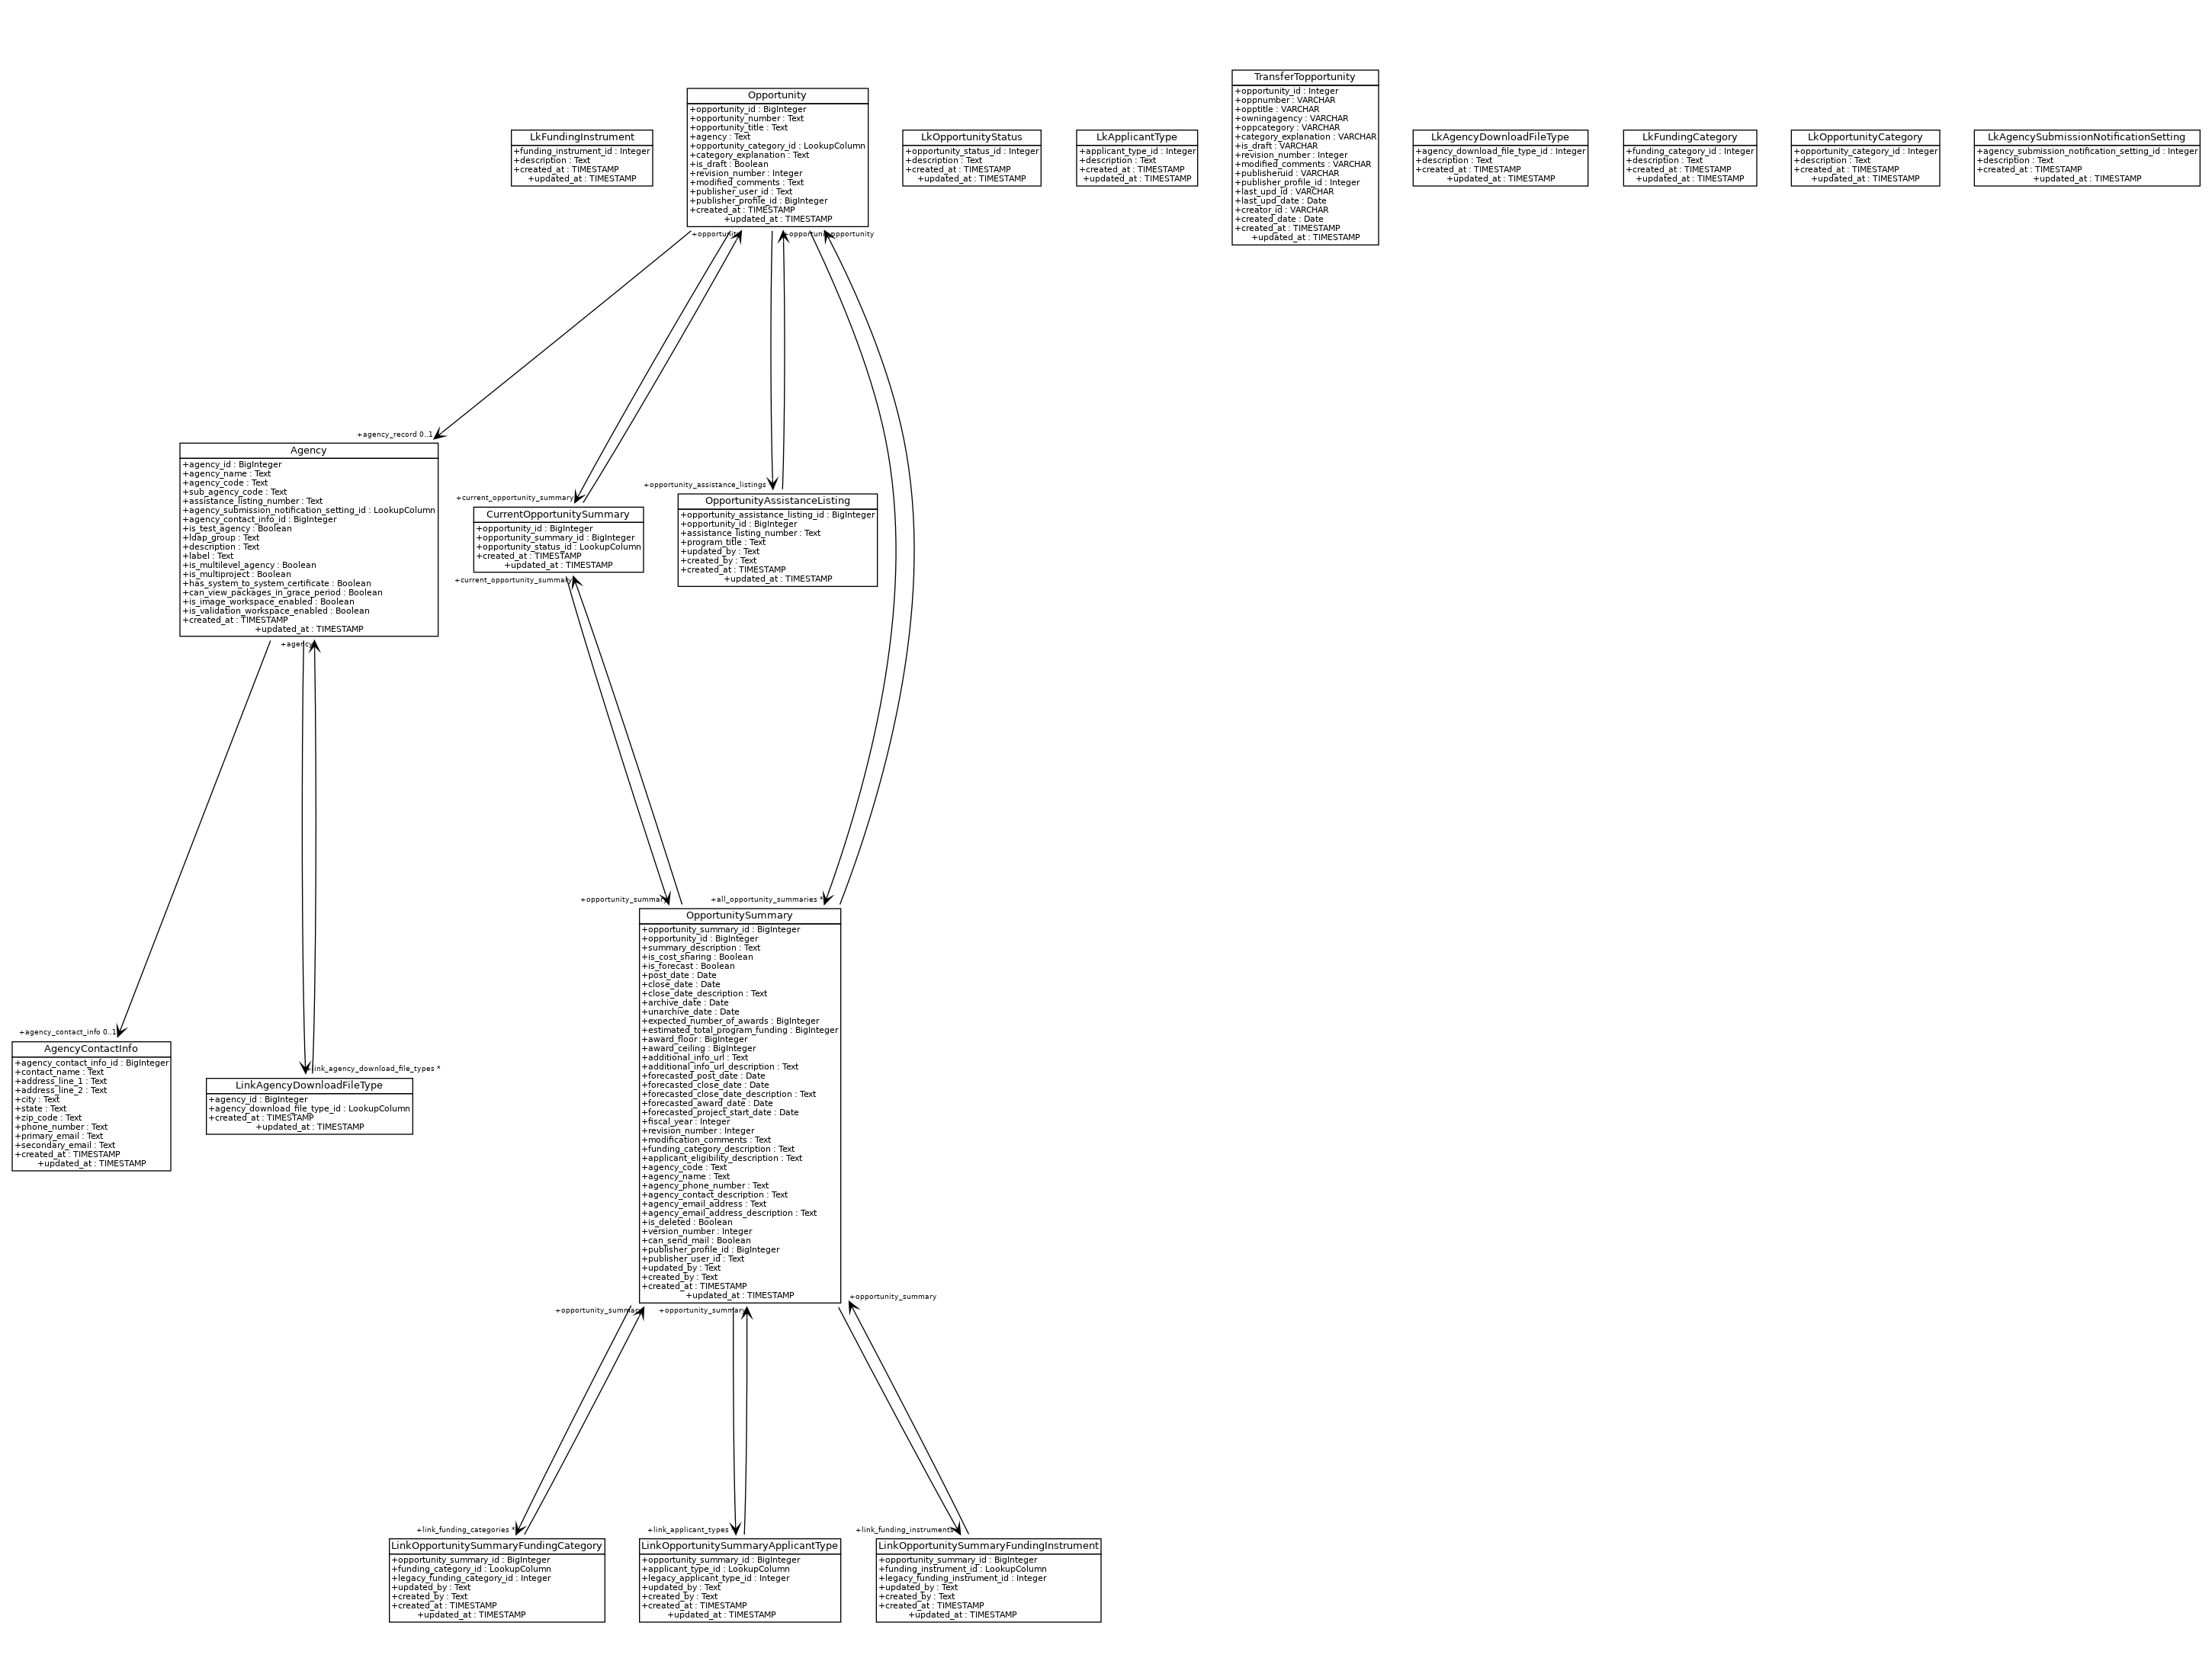 LkFundingInstrument
+funding_instrument_id : Integer
+description : Text
+created_at : TIMESTAMP
+updated_at : TIMESTAMP
Opportunity
+opportunity_id : BigInteger
+opportunity_number : Text
+opportunity_title : Text
+agency : Text
+opportunity_category_id : LookupColumn
+category_explanation : Text
+is_draft : Boolean
+revision_number : Integer
+modified_comments : Text
+publisher_user_id : Text
+publisher_profile_id : BigInteger
+created_at : TIMESTAMP
+updated_at : TIMESTAMP
LkOpportunityStatus
+opportunity_status_id : Integer
+description : Text
+created_at : TIMESTAMP
+updated_at : TIMESTAMP
LkApplicantType
+applicant_type_id : Integer
+description : Text
+created_at : TIMESTAMP
+updated_at : TIMESTAMP
TransferTopportunity
+opportunity_id : Integer
+oppnumber : VARCHAR
+opptitle : VARCHAR
+owningagency : VARCHAR
+oppcategory : VARCHAR
+category_explanation : VARCHAR
+is_draft : VARCHAR
+revision_number : Integer
+modified_comments : VARCHAR
+publisheruid : VARCHAR
+publisher_profile_id : Integer
+last_upd_id : VARCHAR
+last_upd_date : Date
+creator_id : VARCHAR
+created_date : Date
+created_at : TIMESTAMP
+updated_at : TIMESTAMP
LkAgencyDownloadFileType
+agency_download_file_type_id : Integer
+description : Text
+created_at : TIMESTAMP
+updated_at : TIMESTAMP
LkFundingCategory
+funding_category_id : Integer
+description : Text
+created_at : TIMESTAMP
+updated_at : TIMESTAMP
LkOpportunityCategory
+opportunity_category_id : Integer
+description : Text
+created_at : TIMESTAMP
+updated_at : TIMESTAMP
LkAgencySubmissionNotificationSetting
+agency_submission_notification_setting_id : Integer
+description : Text
+created_at : TIMESTAMP
+updated_at : TIMESTAMP
+opportunity
+opportunity
+opportunity
+agency_record 0..1
Agency
+agency_id : BigInteger
+agency_name : Text
+agency_code : Text
+sub_agency_code : Text
+assistance_listing_number : Text
+agency_submission_notification_setting_id : LookupColumn
+agency_contact_info_id : BigInteger
+is_test_agency : Boolean
+ldap_group : Text
+description : Text
+label : Text
+is_multilevel_agency : Boolean
+is_multiproject : Boolean
+has_system_to_system_certificate : Boolean
+can_view_packages_in_grace_period : Boolean
+is_image_workspace_enabled : Boolean
+is_validation_workspace_enabled : Boolean
+created_at : TIMESTAMP
+updated_at : TIMESTAMP
+agency
+current_opportunity_summary
CurrentOpportunitySummary
+opportunity_id : BigInteger
+opportunity_summary_id : BigInteger
+opportunity_status_id : LookupColumn
+created_at : TIMESTAMP
+updated_at : TIMESTAMP
+current_opportunity_summary
+opportunity_assistance_listings
OpportunityAssistanceListing
+opportunity_assistance_listing_id : BigInteger
+opportunity_id : BigInteger
+assistance_listing_number : Text
+program_title : Text
+updated_by : Text
+created_by : Text
+created_at : TIMESTAMP
+updated_at : TIMESTAMP
+opportunity_summary
+all_opportunity_summaries *
OpportunitySummary
+opportunity_summary_id : BigInteger
+opportunity_id : BigInteger
+summary_description : Text
+is_cost_sharing : Boolean
+is_forecast : Boolean
+post_date : Date
+close_date : Date
+close_date_description : Text
+archive_date : Date
+unarchive_date : Date
+expected_number_of_awards : BigInteger
+estimated_total_program_funding : BigInteger
+award_floor : BigInteger
+award_ceiling : BigInteger
+additional_info_url : Text
+additional_info_url_description : Text
+forecasted_post_date : Date
+forecasted_close_date : Date
+forecasted_close_date_description : Text
+forecasted_award_date : Date
+forecasted_project_start_date : Date
+fiscal_year : Integer
+revision_number : Integer
+modification_comments : Text
+funding_category_description : Text
+applicant_eligibility_description : Text
+agency_code : Text
+agency_name : Text
+agency_phone_number : Text
+agency_contact_description : Text
+agency_email_address : Text
+agency_email_address_description : Text
+is_deleted : Boolean
+version_number : Integer
+can_send_mail : Boolean
+publisher_profile_id : BigInteger
+publisher_user_id : Text
+updated_by : Text
+created_by : Text
+created_at : TIMESTAMP
+updated_at : TIMESTAMP
+agency_contact_info 0..1
AgencyContactInfo
+agency_contact_info_id : BigInteger
+contact_name : Text
+address_line_1 : Text
+address_line_2 : Text
+city : Text
+state : Text
+zip_code : Text
+phone_number : Text
+primary_email : Text
+secondary_email : Text
+created_at : TIMESTAMP
+updated_at : TIMESTAMP
link_agency_download_file_types *
LinkAgencyDownloadFileType
+agency_id : BigInteger
+agency_download_file_type_id : LookupColumn
+created_at : TIMESTAMP
+updated_at : TIMESTAMP
+opportunity_summary
+opportunity_summary
+opportunity_summary
+link_funding_categories *
LinkOpportunitySummaryFundingCategory
+opportunity_summary_id : BigInteger
+funding_category_id : LookupColumn
+legacy_funding_category_id : Integer
+updated_by : Text
+created_by : Text
+created_at : TIMESTAMP
+updated_at : TIMESTAMP
+link_applicant_types
LinkOpportunitySummaryApplicantType
+opportunity_summary_id : BigInteger
+applicant_type_id : LookupColumn
+legacy_applicant_type_id : Integer
+updated_by : Text
+created_by : Text
+created_at : TIMESTAMP
+updated_at : TIMESTAMP
+link_funding_instruments
LinkOpportunitySummaryFundingInstrument
+opportunity_summary_id : BigInteger
+funding_instrument_id : LookupColumn
+legacy_funding_instrument_id : Integer
+updated_by : Text
+created_by : Text
+created_at : TIMESTAMP
+updated_at : TIMESTAMP